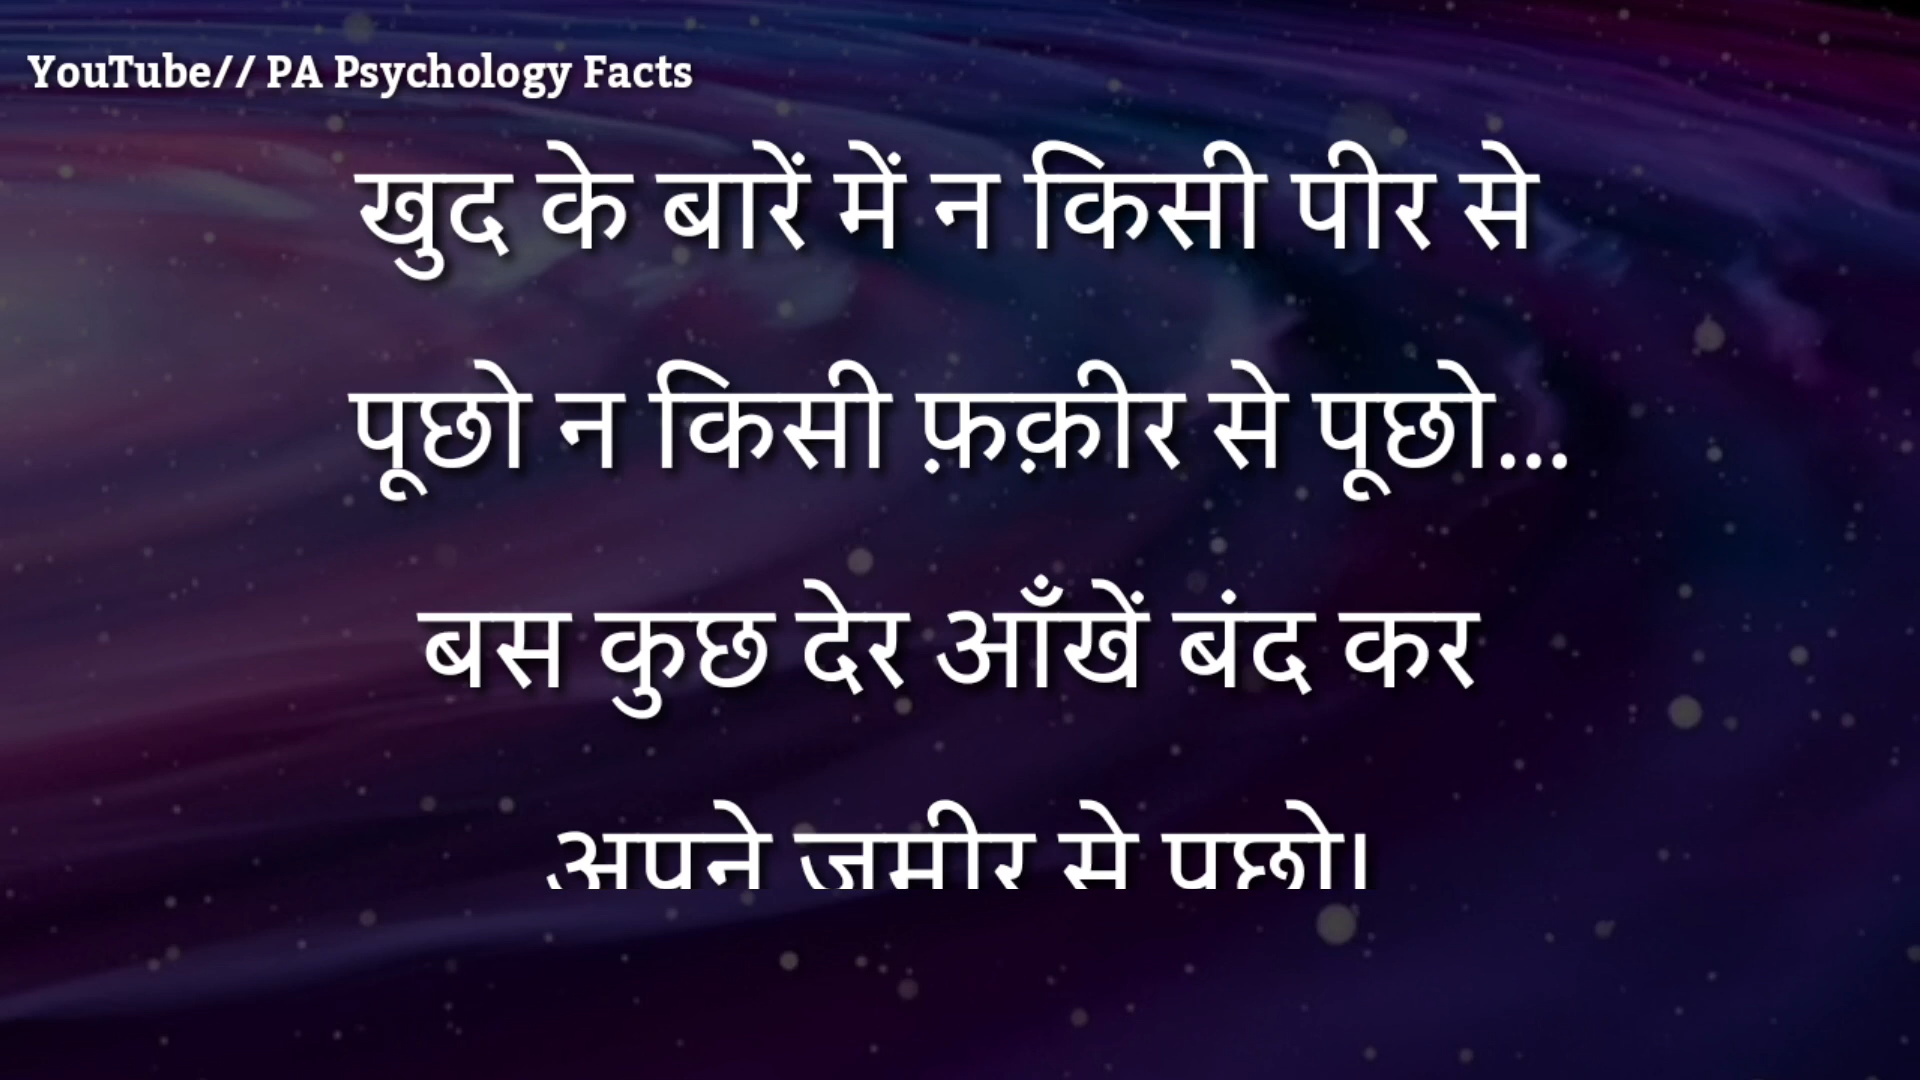 YouTube// PA Psychology Facts
खुद के बारें में न किसी पीर से
पूछो न किसी फ़क़ीर से पूछो...
बस कुछ देर आँखें बंद कर
अपने जमीर से पूछो।